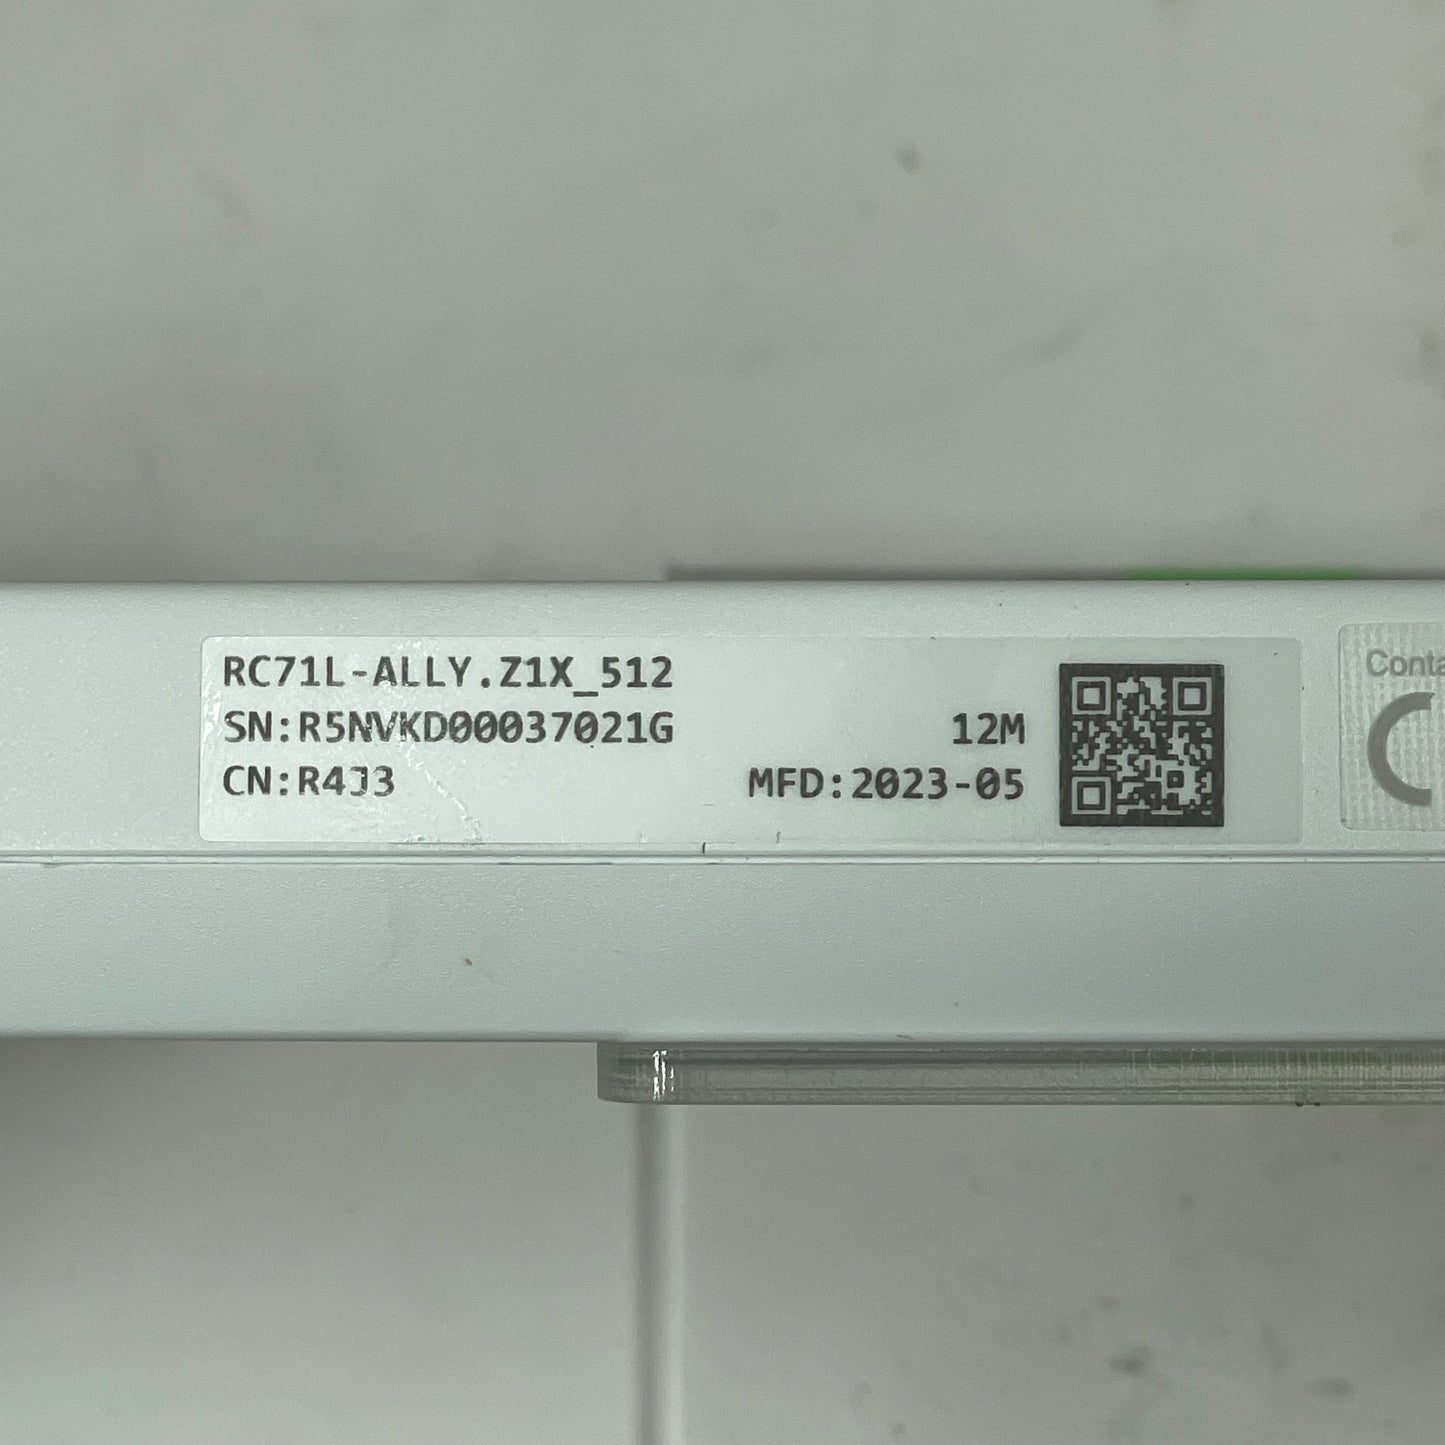 RC71L-ALLY.Z1X_512
SN:R5NVKD00037021G
12M
CN:R4J3
MFD:2023-05